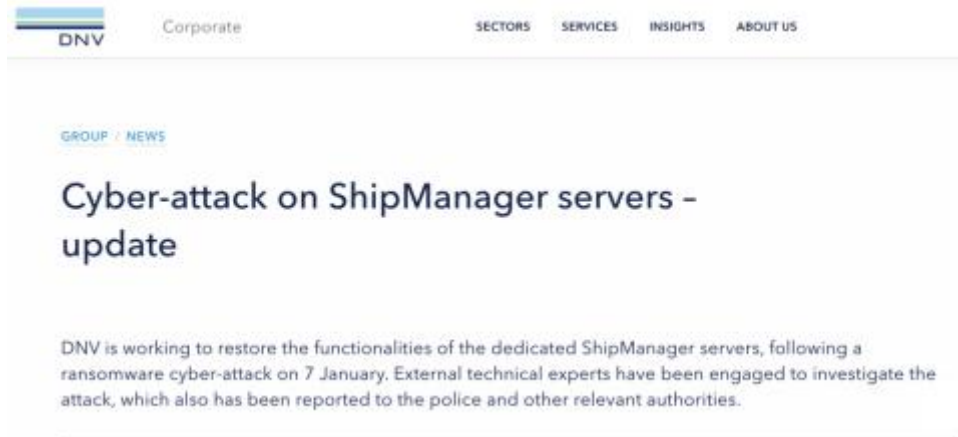 DNV
Corporate
SECTORS SERVICES INSIGHTS ABOUT US
GROUP / NEWS
Cyber-attack on ShipManager servers –
update
DNV is working to restore the functionalities of the dedicated ShipManager servers, following a
ransomware cyber-attack on 7 January. External technical experts have been engaged to investigate the
attack, which also has been reported to the police and other relevant authorities.